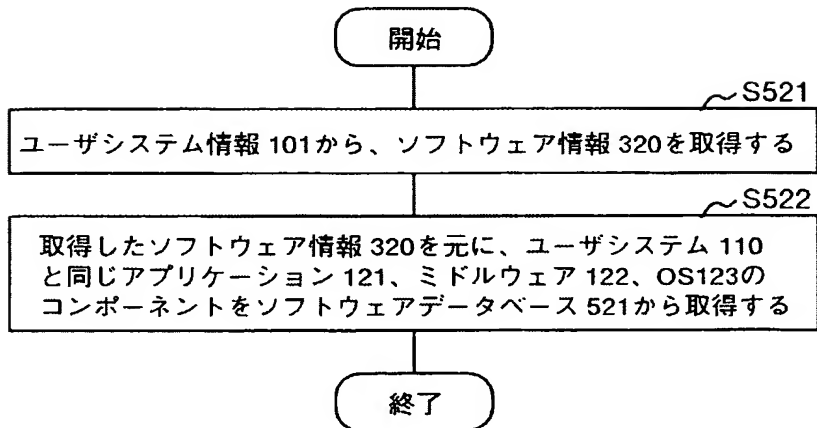 開始
S521
ユーザシステム情報 101から、ソフトウェア情報 320を取得する
S522
取得したソフトウェア情報 320を元に、ユーザシステム 110
と同じアプリケーション 121、ミドルウェア 122、OS123の
コンポーネントをソフトウェアデータベース 521から取得する
終了